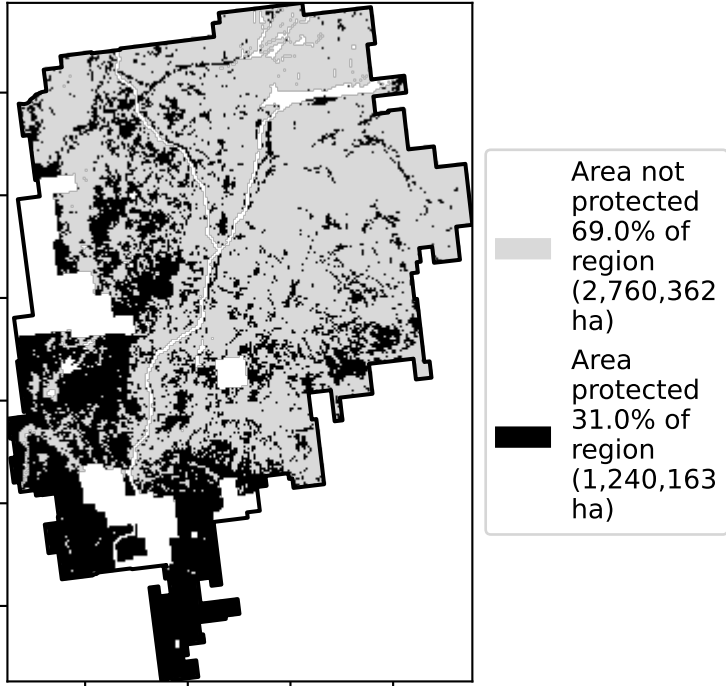 Area not
protected
69.0% of
region
(2,760,362
ha)
Area
protected
31.0% of
region
(1,240,163
ha)